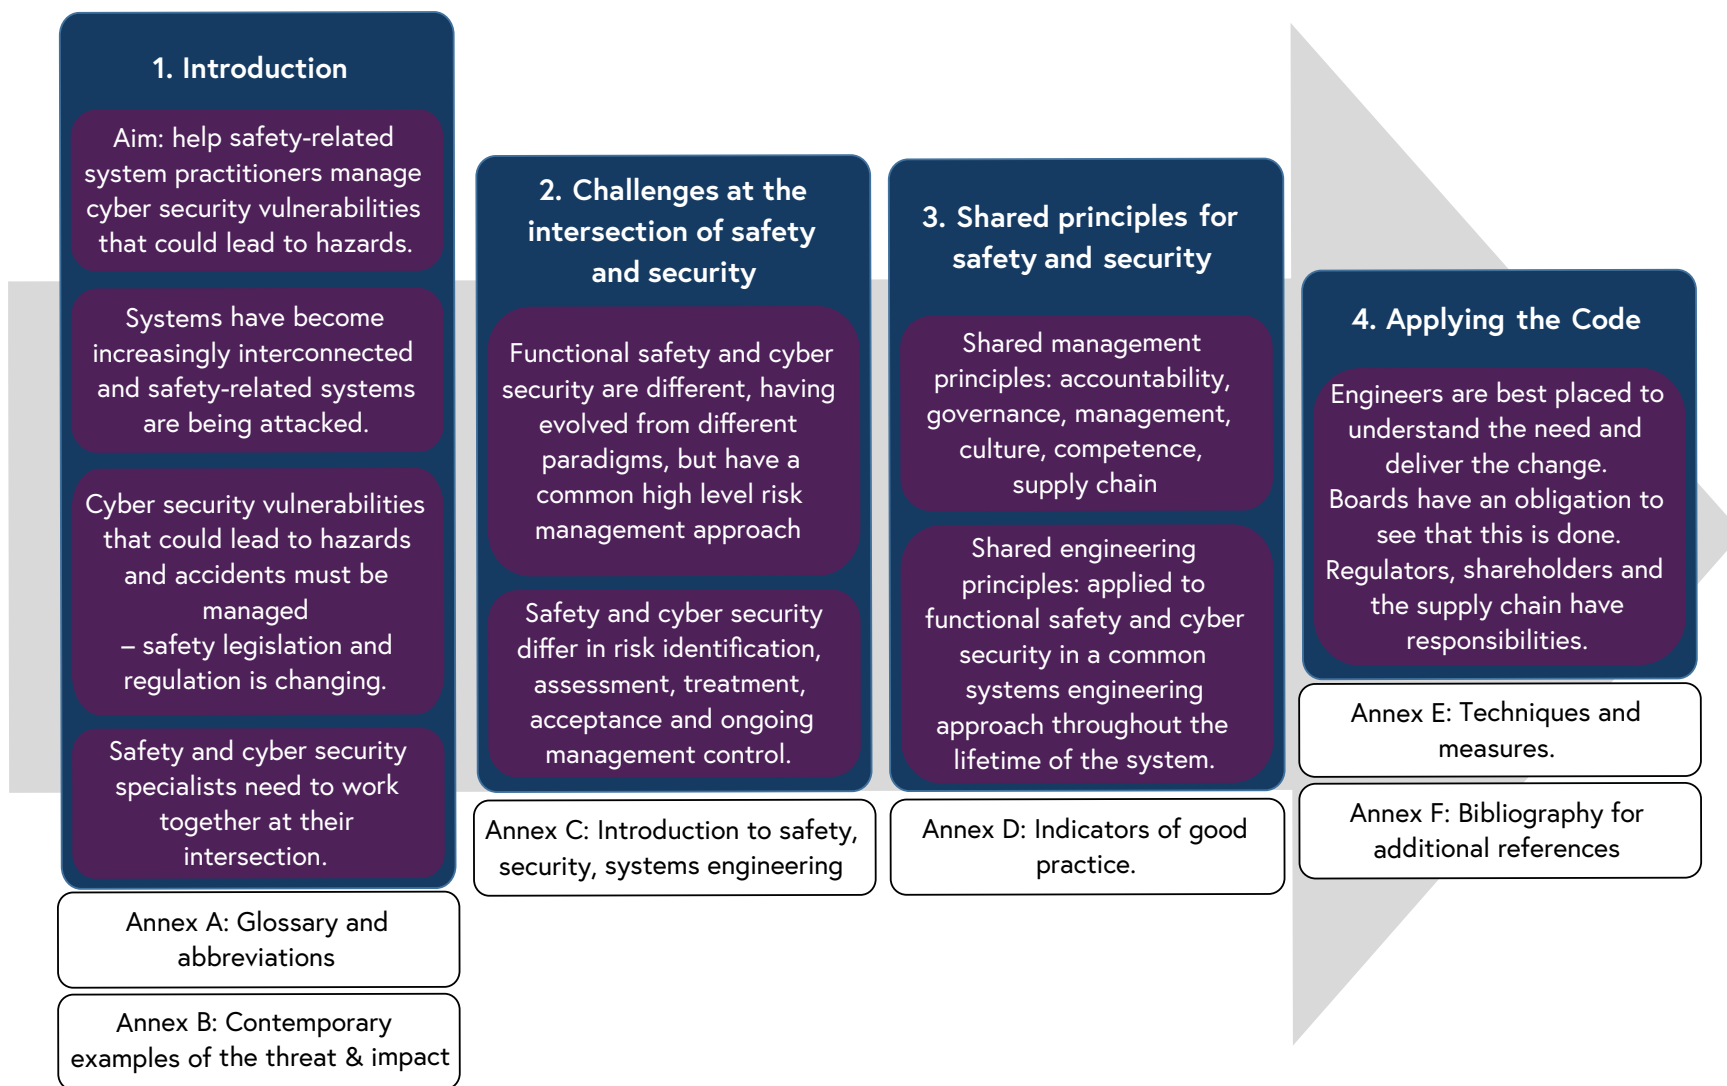 1. Introduction
Aim: help safety-related
system practitioners manage
cyber security vulnerabilities
that could lead to hazards.
Systems have become
increasingly interconnected
and safety-related systems
are being attacked.
Cyber security vulnerabilities
that could lead to hazards
and accidents must be
managed
– safety legislation and
regulation is changing.
Safety and cyber security
specialists need to work
together at their
intersection.
Annex A: Glossary and
abbreviations
Annex B: Contemporary
examples of the threat & impact
2. Challenges at the
intersection of safety
and security
Functional safety and cyber
security are different, having
evolved from different
paradigms, but have a
common high level risk
management approach
Safety and cyber security
differ in risk identification,
assessment, treatment,
acceptance and ongoing
management control.
Annex C: Introduction to safety,
security, systems engineering
3. Shared principles for
safety and security
Shared management
principles: accountability,
governance, management,
culture, competence,
supply chain
Shared engineering
principles: applied to
functional safety and cyber
security in a common
systems engineering
approach throughout the
lifetime of the system.
Annex D: Indicators of good
practice.
4. Applying the Code
Engineers are best placed to
understand the need and
deliver the change.
Boards have an obligation to
see that this is done.
Regulators, shareholders and
the supply chain have
responsibilities.
Annex E: Techniques and
measures.
Annex F: Bibliography for
additional references